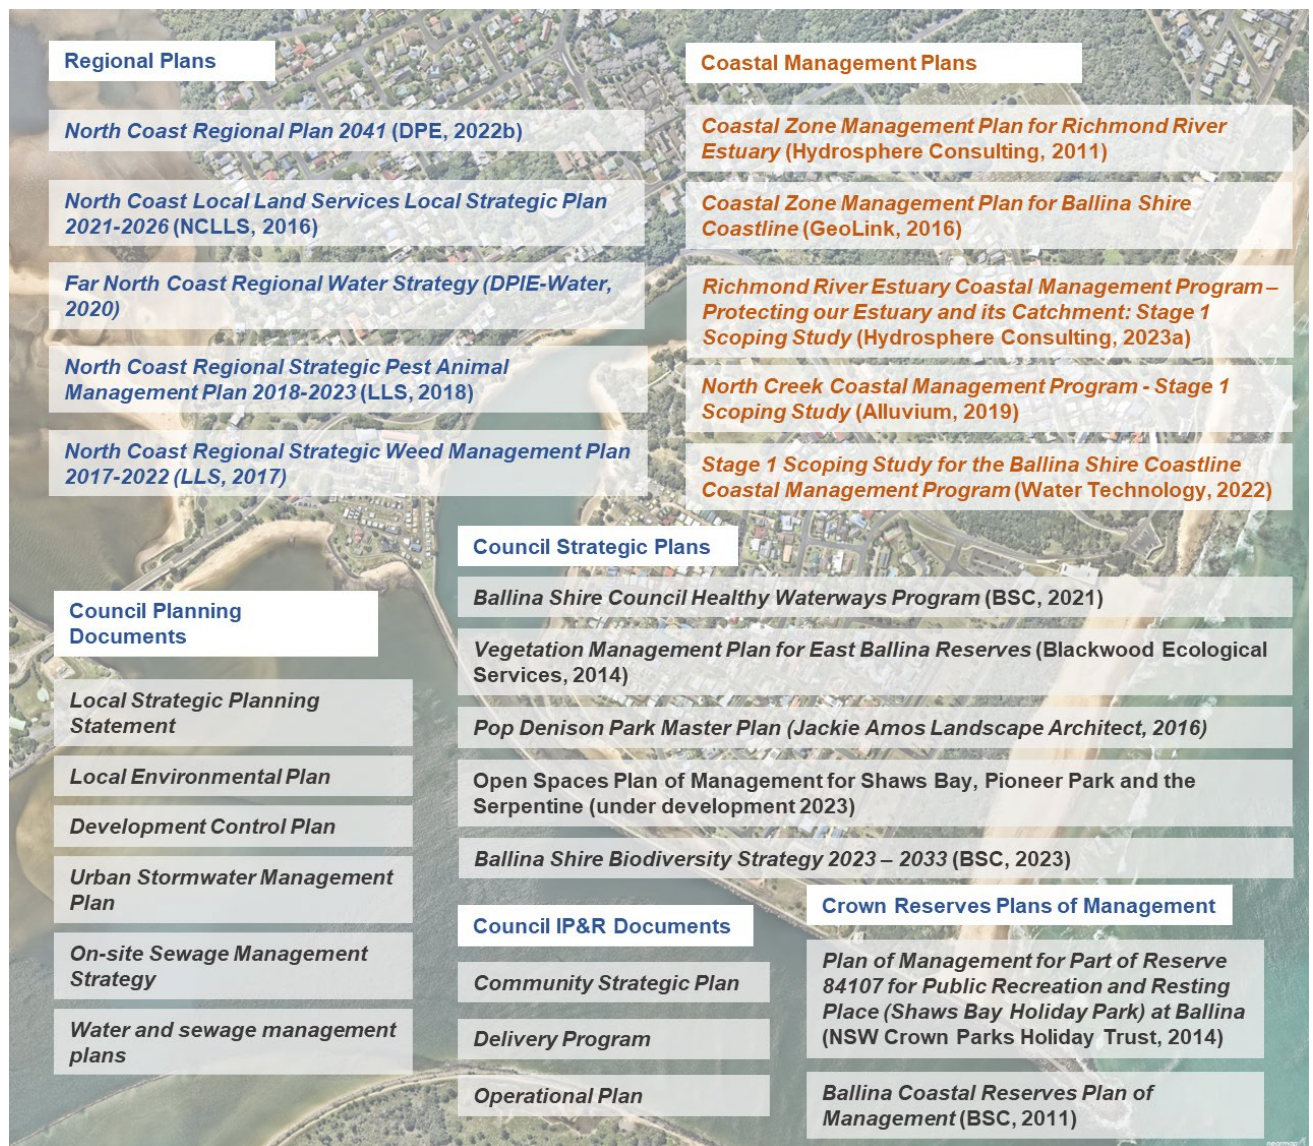 Regional Plans
North Coast Regional Plan 2041 (DPE, 2022b)
North Coast Local Land Services Local Strategic Plan
2021-2026 (NCLLS, 2016)
Far North Coast Regional Water Strategy (DPIE-Water,
2020)
North Coast Regional Strategic Pest Animal
Management Plan 2018-2023 (LLS, 2018)
North Coast Regional Strategic Weed Management Plan
2017-2022 (LLS, 2017)
Coastal Management Plans
Coastal Zone Management Plan for Richmond River
Estuary (Hydrosphere Consulting, 2011)
Coastal Zone Management Plan for Ballina Shire
Coastline (GeoLink, 2016)
Richmond River Estuary Coastal Management Program –
Protecting our Estuary and its Catchment: Stage 1
Scoping Study (Hydrosphere Consulting, 2023a)
North Creek Coastal Management Program - Stage 1
Scoping Study (Alluvium, 2019)
Stage 1 Scoping Study for the Ballina Shire Coastline
Coastal Management Program (Water Technology, 2022)
Council Planning
Documents
Local Strategic Planning
Statement
Local Environmental Plan
Development Control Plan
Urban Stormwater Management
Plan
On-site Sewage Management
Strategy
Water and sewage management
plans
Council Strategic Plans
Ballina Shire Council Healthy Waterways Program (BSC, 2021)
Vegetation Management Plan for East Ballina Reserves (Blackwood Ecological
Services, 2014)
Pop Denison Park Master Plan (Jackie Amos Landscape Architect, 2016)
Open Spaces Plan of Management for Shaws Bay, Pioneer Park and the
Serpentine (under development 2023)
Ballina Shire Biodiversity Strategy 2023 – 2033 (BSC, 2023)
Council IP&R Documents
Community Strategic Plan
Delivery Program
Operational Plan
Crown Reserves Plans of Management
Plan of Management for Part of Reserve
84107 for Public Recreation and Resting
Place (Shaws Bay Holiday Park) at Ballina
(NSW Crown Parks Holiday Trust, 2014)
Ballina Coastal Reserves Plan of
Management (BSC, 2011)